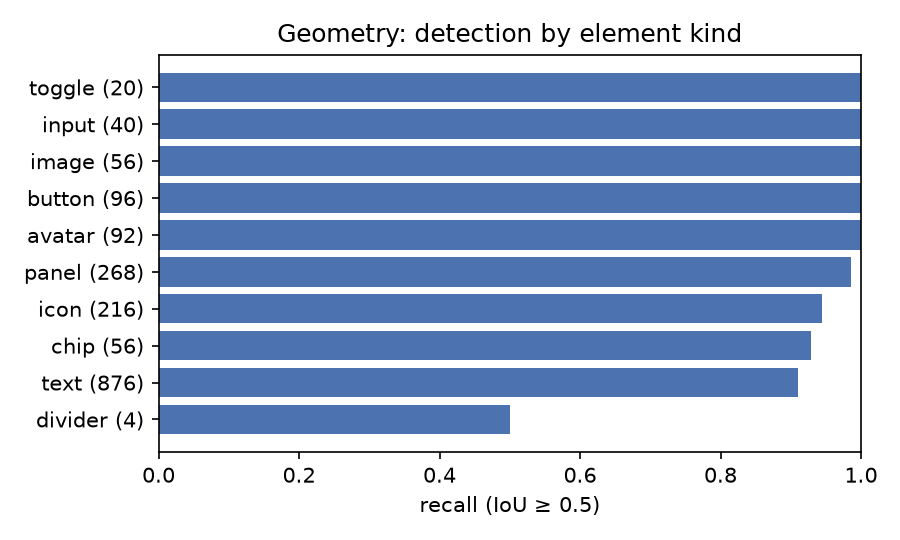 Geometry: detection by element kind
toggle (20)
input (40)
image (56)
button (96)
avatar (92)
panel (268)
icon (216)
chip (56)
text (876)
divider (4)
0.0 0.2 0.4 0.6 0.8 1.0
recall (IoU ≥ 0.5)